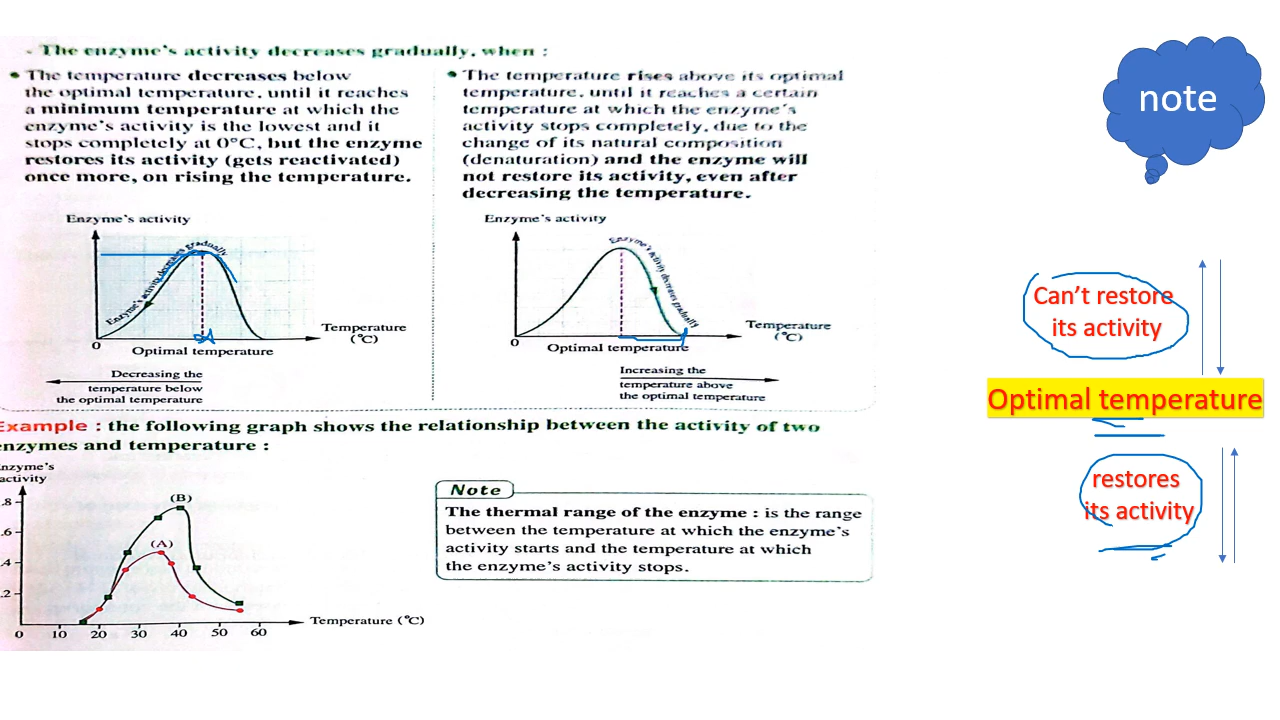 - The enzyme's activity decreases gradually, when :
• The temperature decreases below
the optimal temperature, until it reaches
a minimum temperature at which the
enzyme's activity is the lowest and it
stops completely at 0°C, but the enzyme
restores its activity (gets reactivated)
once more, on rising the temperature.
• The temperature rises above its optimal
temperature, until it reaches a certain
temperature at which the enzyme's
activity stops completely, due to the
change of its natural composition
(denaturation) and the enzyme will
not restore its activity, even after
decreasing the temperature.
Enzyme's activity
Enzyme's activity decreases gradually
0
Optimal temperature
Temperature
(°C)
Decreasing the
temperature below
the optimal temperature
Enzyme's activity
Enzyme's activity decreases gradually
0
Optimal temperature
Temperature
(°C)
Increasing the
temperature above
the optimal temperature
Example : the following graph shows the relationship between the activity of two
enzymes and temperature :
nzyme's
activity
.8
.6
.4
.2
(B)
(A)
0 10 20 30 40 50 60
Temperature (°C)
Note
The thermal range of the enzyme : is the range
between the temperature at which the enzyme's
activity starts and the temperature at which
the enzyme's activity stops.
note
Can't restore
its activity
Optimal temperature
restores
its activity